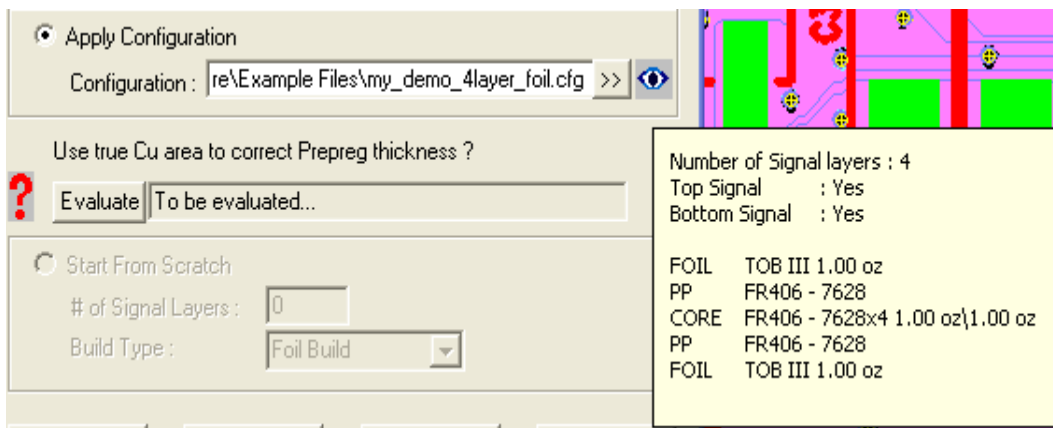 Apply Configuration
Configuration : re\Example Files\my_demo_4layer_foil.cfg >>
Use true Cu area to correct Prepreg thickness ?
? Evaluate To be evaluated...
Start From Scratch
# of Signal Layers : 0
Build Type : Foil Build
Number of Signal layers : 4
Top Signal : Yes
Bottom Signal : Yes
FOIL TOB III 1.00 oz
PP FR406 - 7628
CORE FR406 - 7628x4 1.00 oz\1.00 oz
PP FR406 - 7628
FOIL TOB III 1.00 oz